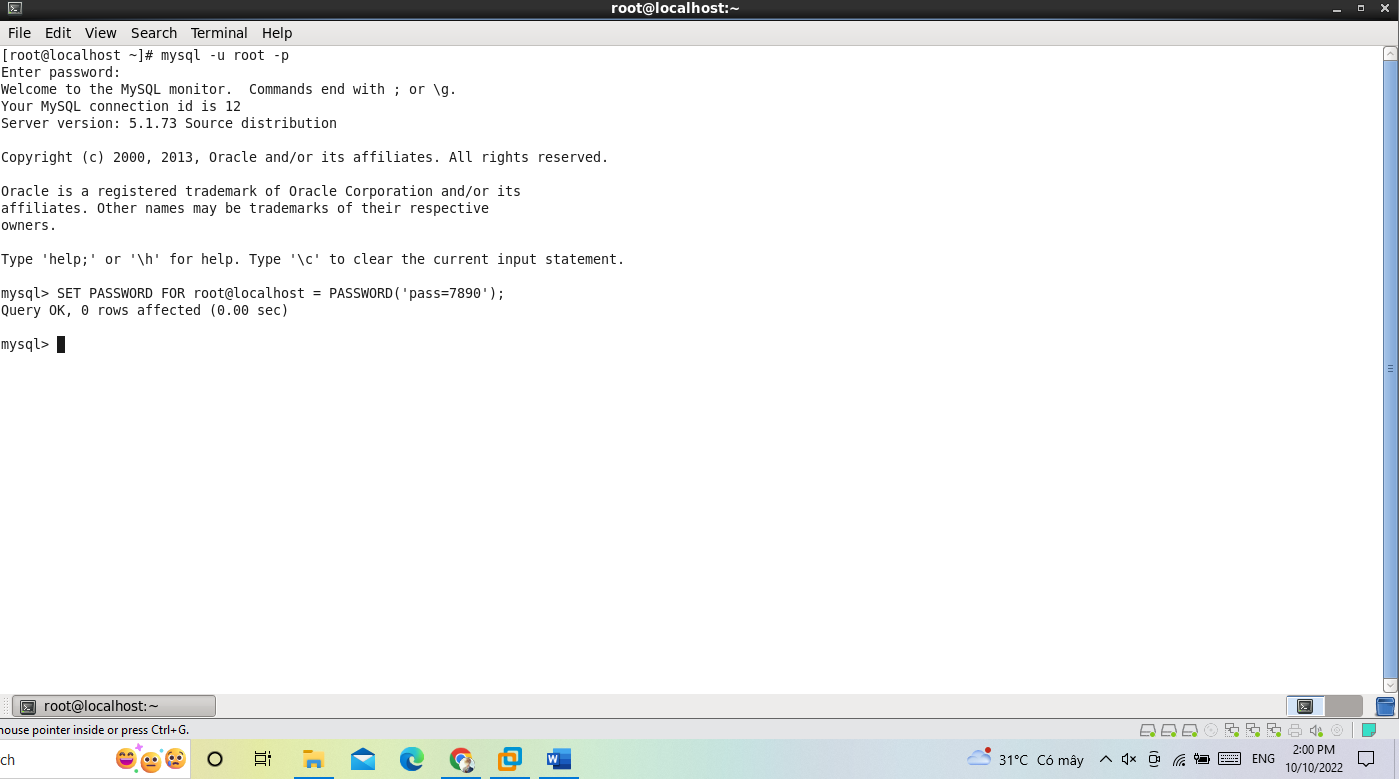 root@localhost:~
File Edit View Search Terminal Help
[root@localhost ~]# mysql -u root -p
Enter password:
Welcome to the MySQL monitor.  Commands end with ; or \g.
Your MySQL connection id is 12
Server version: 5.1.73 Source distribution
Copyright (c) 2000, 2013, Oracle and/or its affiliates. All rights reserved.
Oracle is a registered trademark of Oracle Corporation and/or its
affiliates. Other names may be trademarks of their respective
owners.
Type 'help;' or '\h' for help. Type '\c' to clear the current input statement.
mysql> SET PASSWORD FOR root@localhost = PASSWORD('pass=7890');
Query OK, 0 rows affected (0.00 sec)
mysql>
root@localhost:~
nouse pointer inside or press Ctrl+G.
ch
W
31°C Có mây
ENG
2:00 PM
10/10/2022